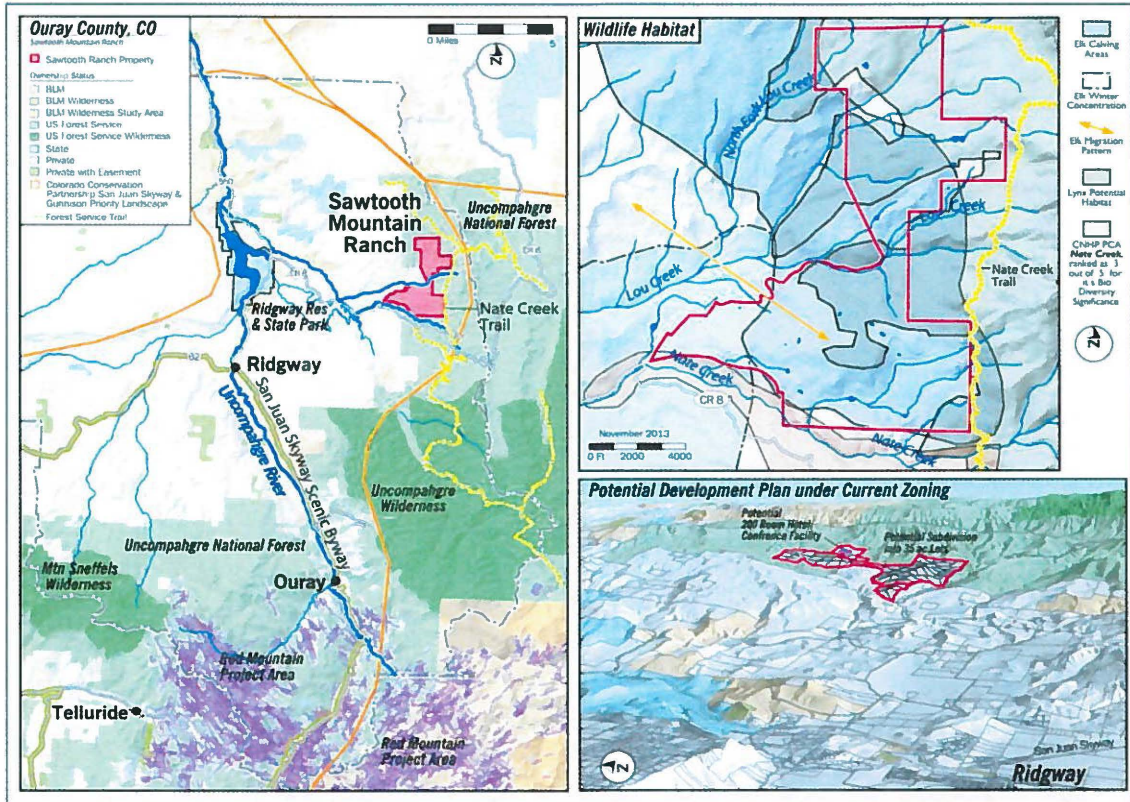 Ouray County, CO
Sawtooth Mountain Ranch
Sawtooth Ranch Property
Ownership Status
BLM
BLM Wilderness
BLM Wilderness Study Area
US Forest Service
US Forest Service Wilderness
State
Private
Private with Easement
Colorado Conservation
Partnership San Juan Skyway &
Gunnison Priority Landscape
Forest Service Trail
0 Miles
5
N
Sawtooth
Mountain
Ranch
Uncompahgre
National Forest
Nate Creek
Trail
Ridgway Res
& State Park
62
Ridgway
San Juan Skyway Scenic Byway
Uncompahgre River
Uncompahgre
Wilderness
Uncompahgre National Forest
Mtn Sneffels
Wilderness
Ouray
Red Mountain
Project Area
Telluride
Red Mountain
Project Area
Wildlife Habitat
North Fork Lou Creek
Lou Creek
Lou Creek
Nate Creek
Trail
Nate Creek
CR 8
Nate Creek
November 2013
0 Ft 2000 4000
Elk Calving
Areas
Elk Winter
Concentration
Elk Migration
Pattern
Lynx Potential
Habitat
CNHP PCA
Nate Creek
ranked as 3
out of 5 for
it s Bio
Diversity
Significance
N
Potential Development Plan under Current Zoning
Potential
200 Room Hotel
Confrence Facility
Potential Subdivision
into 35 ac Lots
San Juan Skyway
Ridgway
N